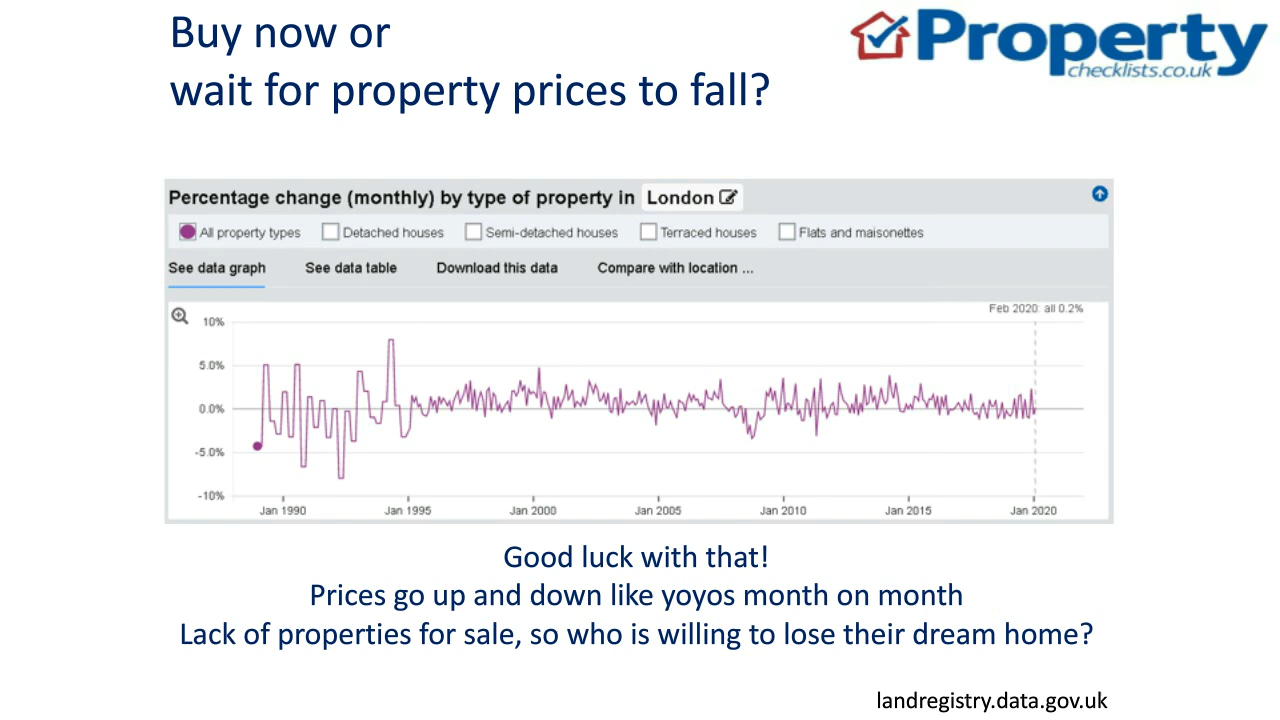 Buy now or
wait for property prices to fall?
Property
checklists.co.uk
Percentage change (monthly) by type of property in London
All property types Detached houses Semi-detached houses Terraced houses Flats and maisonettes
See data graph See data table Download this data Compare with location ...
Feb 2020: all 0.2%
10%
5.0%
0.0%
-5.0%
-10%
Jan 1990 Jan 1995 Jan 2000 Jan 2005 Jan 2010 Jan 2015 Jan 2020
Good luck with that!
Prices go up and down like yoyos month on month
Lack of properties for sale, so who is willing to lose their dream home?
landregistry.data.gov.uk